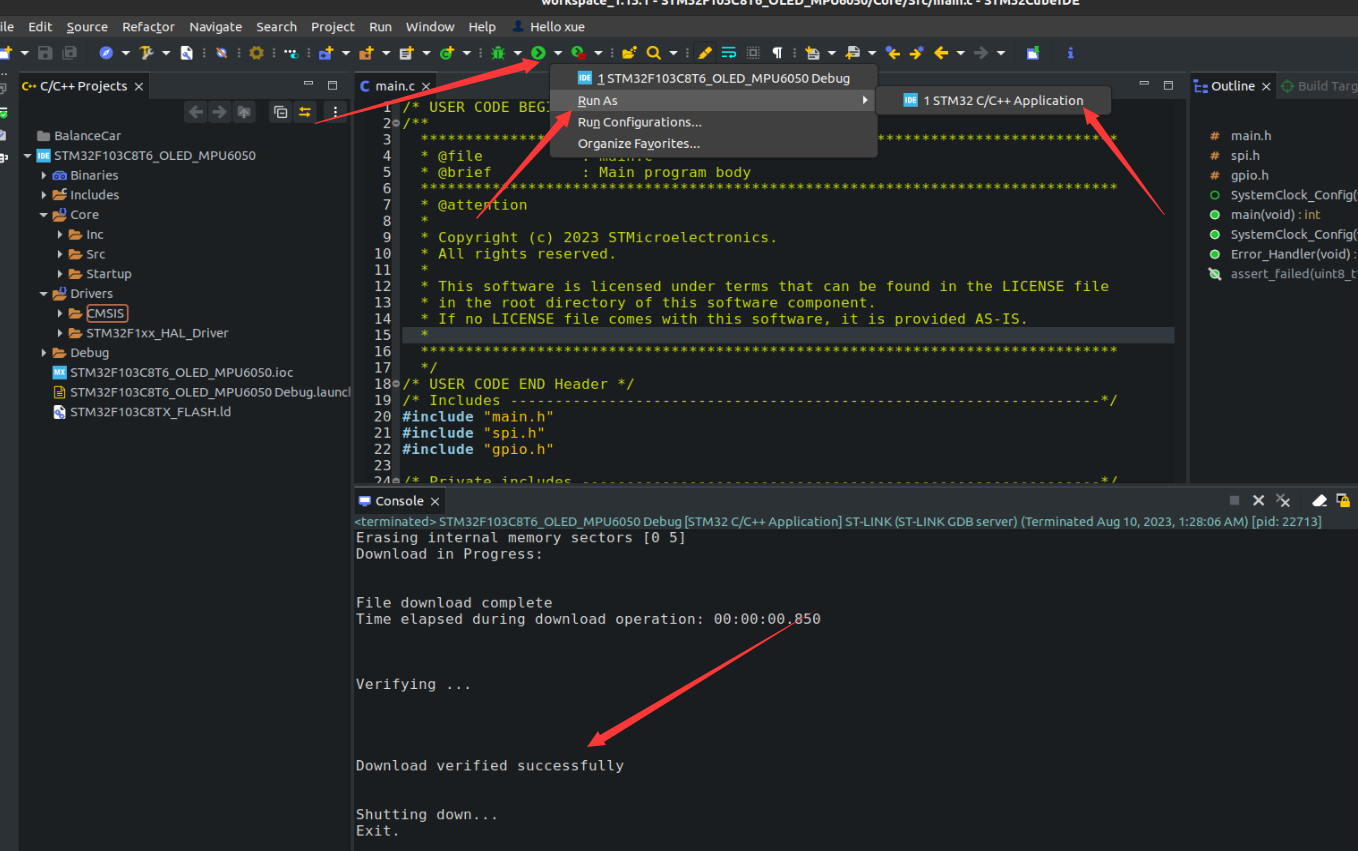 workspace_1.13.1 - STM32F103C8T6_OLED_MPU6050/Core/Src/main.c - STM32CubeIDE
ile Edit Source Refactor Navigate Search Project Run Window Help Hello xue
C/C++ Projects
BalanceCar
STM32F103C8T6_OLED_MPU6050
Binaries
Includes
Core
Inc
Src
Startup
Drivers
CMSIS
STM32F1xx_HAL_Driver
Debug
STM32F103C8T6_OLED_MPU6050.ioc
STM32F103C8T6_OLED_MPU6050 Debug.launch
STM32F103C8TX_FLASH.ld
main.c
1 STM32F103C8T6_OLED_MPU6050 Debug
Run As
Run Configurations...
Organize Favorites...
1 STM32 C/C++ Application
1 /* USER CODE BEGI
2 /**
3 ******************************************************************************
4 * @file : main.c
5 * @brief : Main program body
6 ******************************************************************************
7 * @attention
8 *
9 * Copyright (c) 2023 STMicroelectronics.
10 * All rights reserved.
11 *
12 * This software is licensed under terms that can be found in the LICENSE file
13 * in the root directory of this software component.
14 * If no LICENSE file comes with this software, it is provided AS-IS.
15 *
16 ******************************************************************************
17 */
18 /* USER CODE END Header */
19 /* Includes ------------------------------------------------------------------*/
20 #include "main.h"
21 #include "spi.h"
22 #include "gpio.h"
23
24 /* Private includes ----------------------------------------------------------*/
Outline
Build Targ
main.h
spi.h
gpio.h
SystemClock_Config(
main(void) : int
SystemClock_Config(
Error_Handler(void) :
assert_failed(uint8_t
Console
<terminated> STM32F103C8T6_OLED_MPU6050 Debug [STM32 C/C++ Application] ST-LINK (ST-LINK GDB server) (Terminated Aug 10, 2023, 1:28:06 AM) [pid: 22713]
Erasing internal memory sectors [0 5]
Download in Progress:
File download complete
Time elapsed during download operation: 00:00:00.850
Verifying ...
Download verified successfully
Shutting down...
Exit.